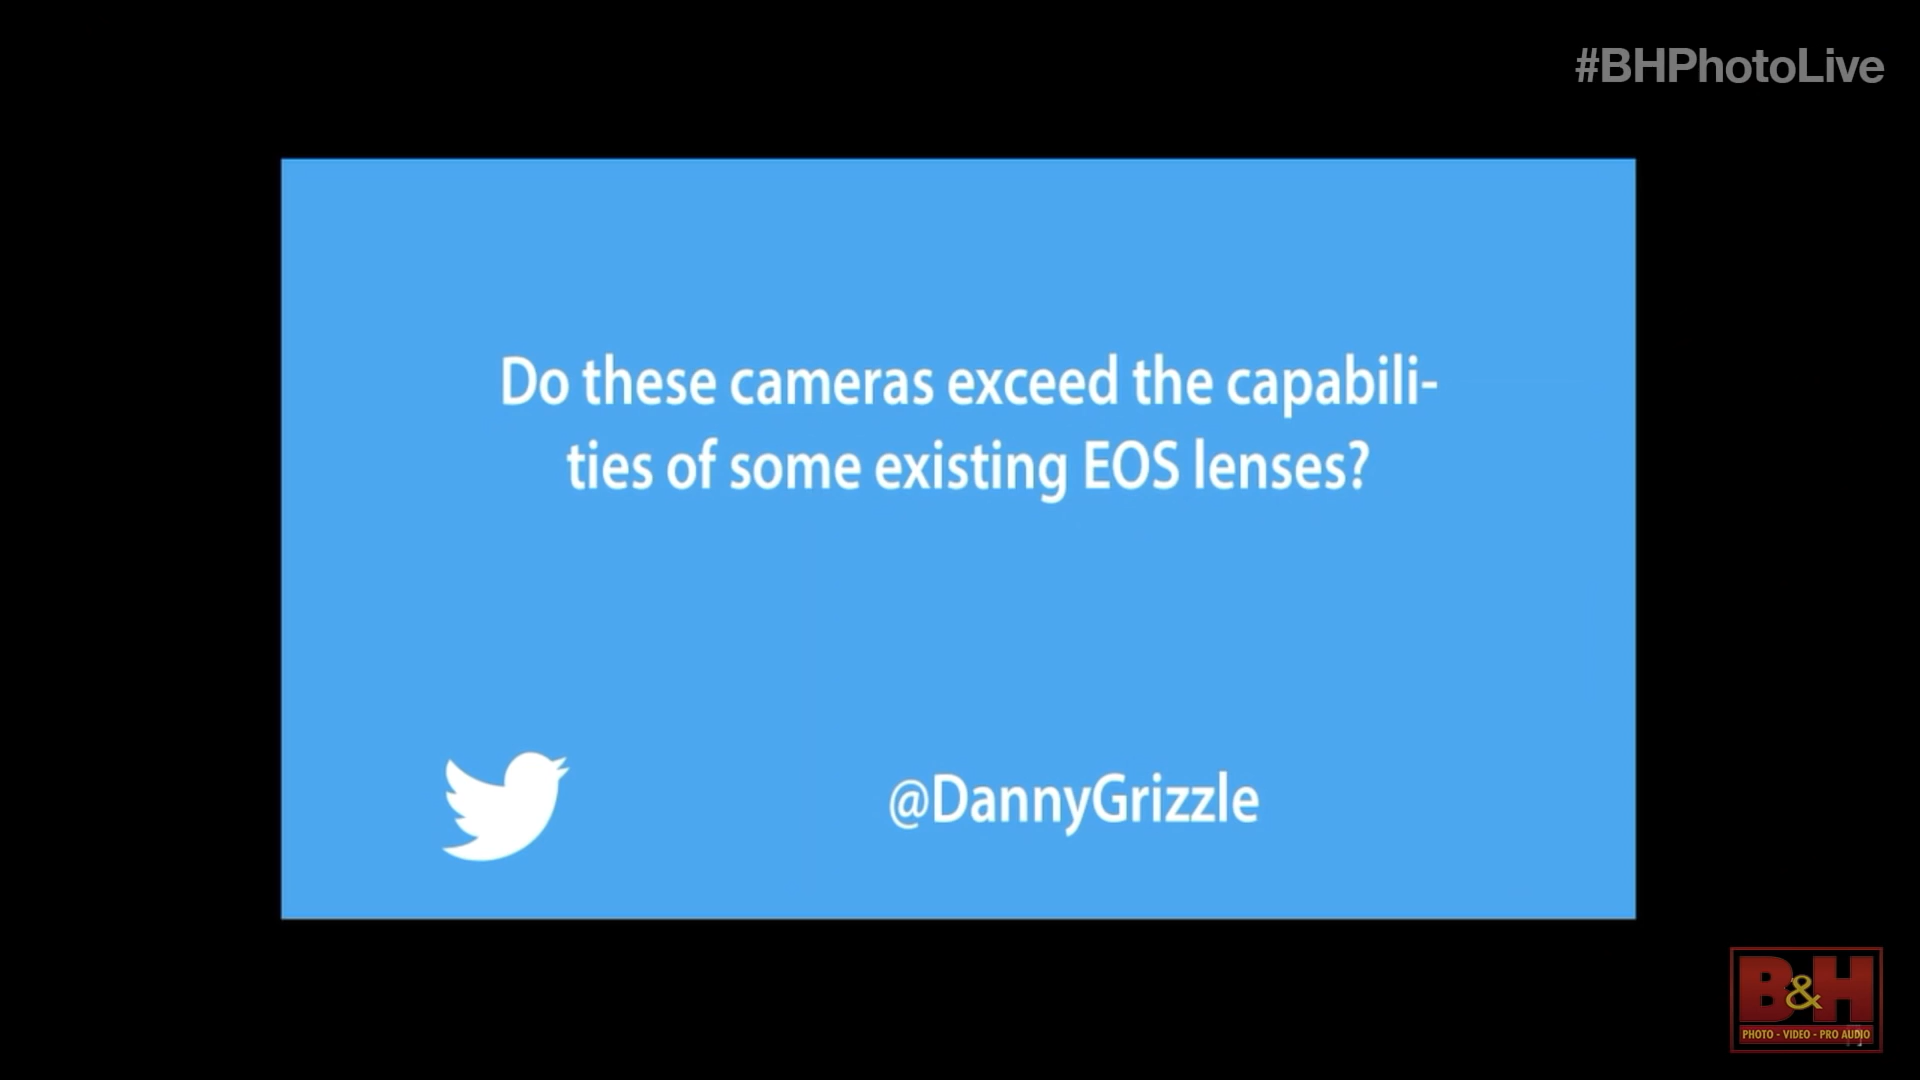 #BHPhotoLive
Do these cameras exceed the capabili-
ties of some existing EOS lenses?
@DannyGrizzle
B&H
PHOTO - VIDEO - PRO AUDIO